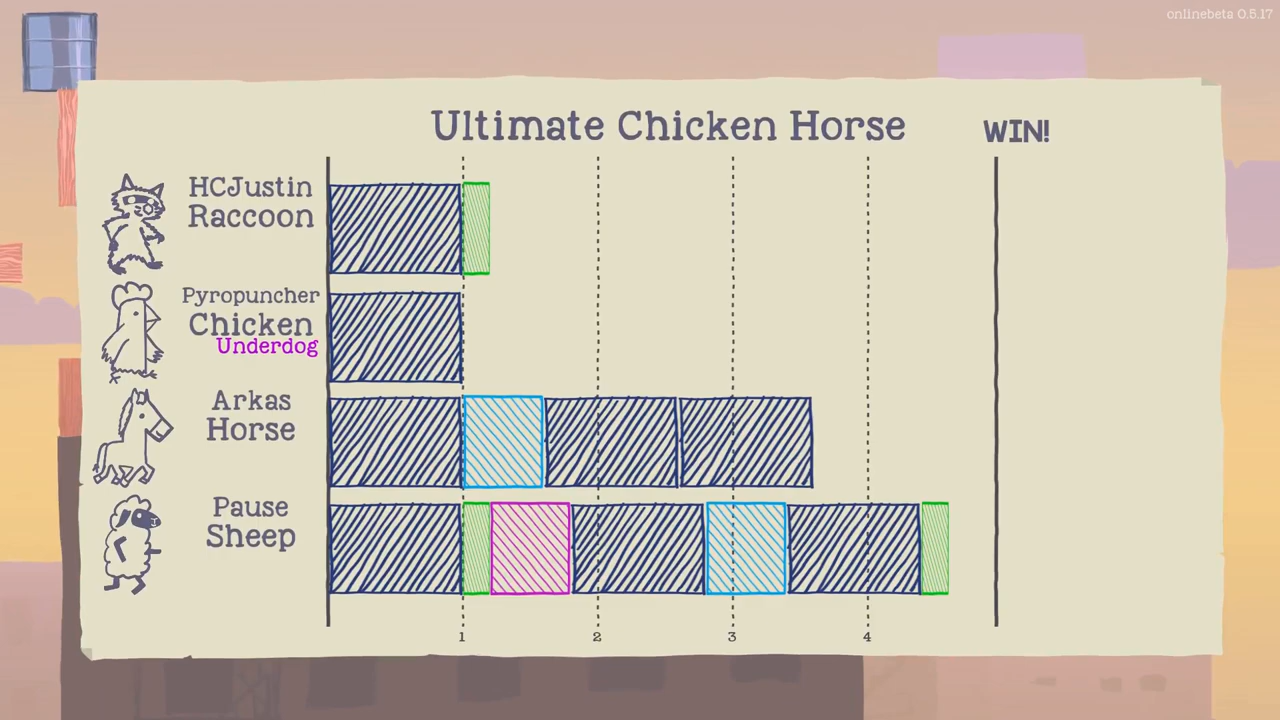 onlinebeta 0.5.17
Ultimate Chicken Horse
WIN!
HCJustin
Raccoon
Pyropuncher
Chicken
Underdog
Arkas
Horse
Pause
Sheep
1 2 3 4